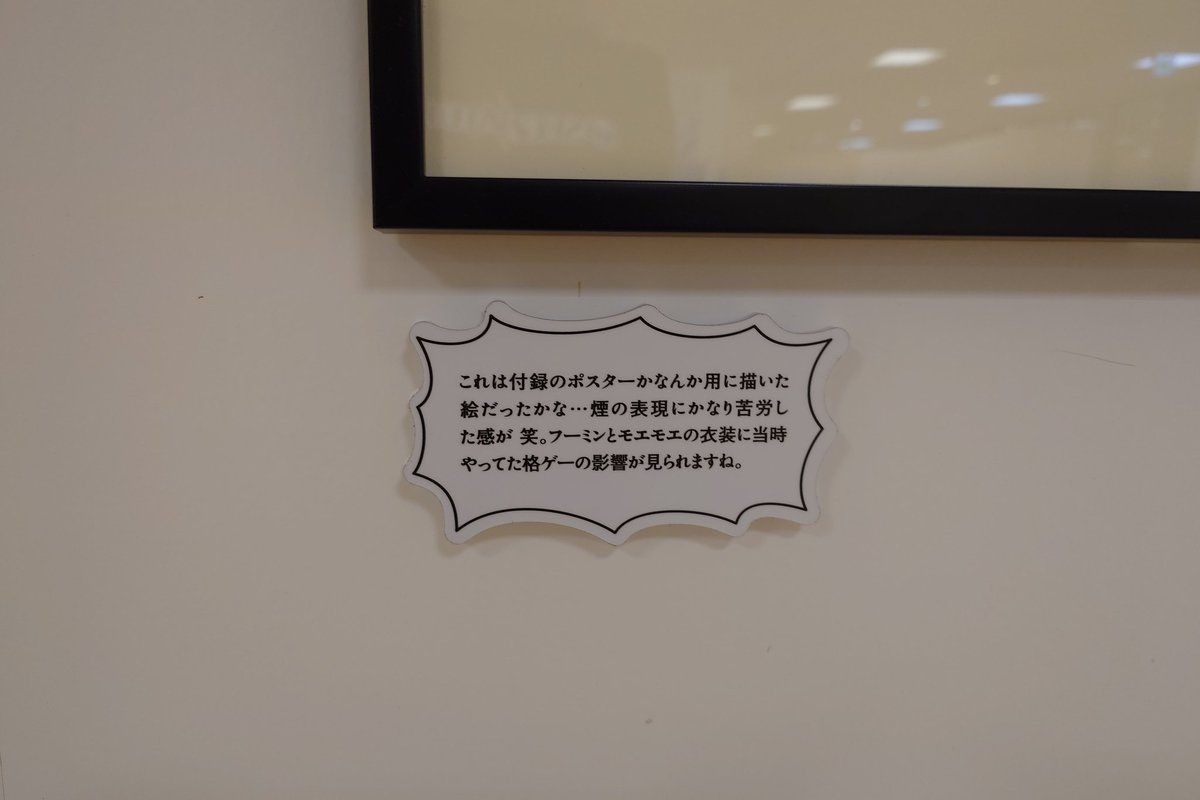 これは付録のポスターかなんか用に描いた
絵だったかな…煙の表現にかなり苦労し
た感が 笑。フーミンとモエモエの衣装に当時
やってた格ゲーの影響が見られますね。